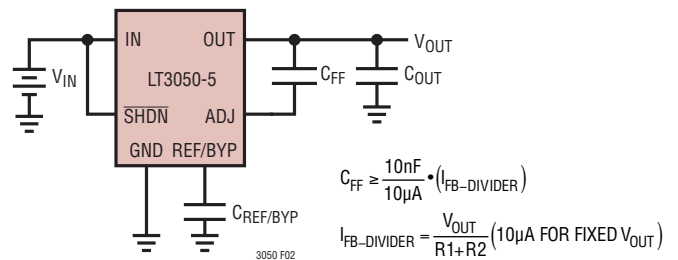 IN OUT
V_OUT
V_IN
LT3050-5
C_FF
C_OUT
SHDN ADJ
GND REF/BYP
C_REF/BYP
3050 F02
C_FF ≥ 10nF/10µA • (I_FB–DIVIDER)
I_FB–DIVIDER = V_OUT/R1+R2 (10µA FOR FIXED V_OUT)